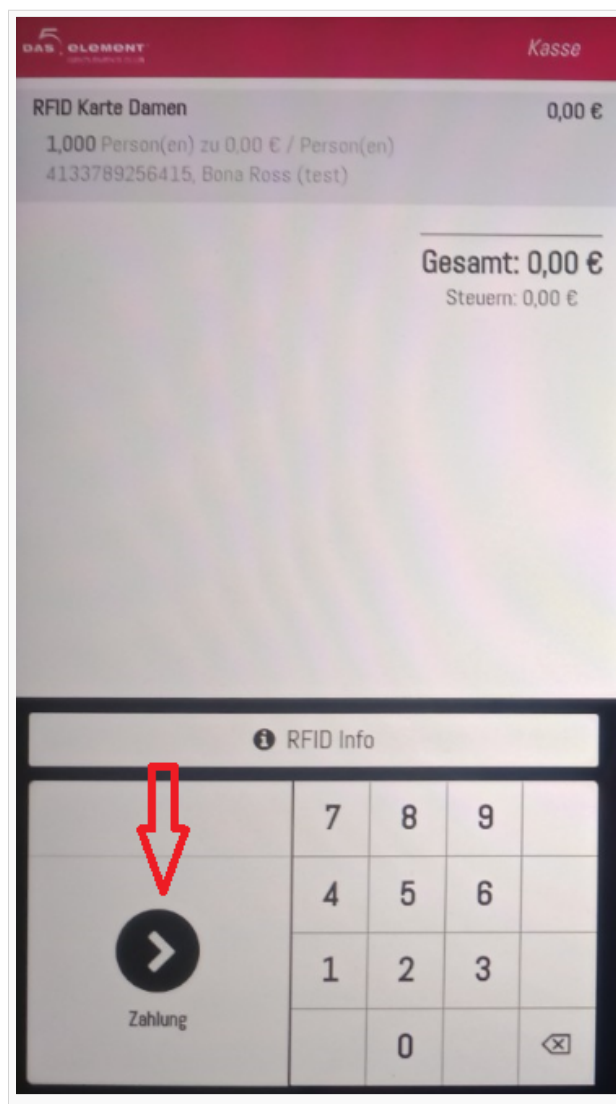 5
DAS ELEMENT
Kasse
RFID Karte Damen 0,00 €
1,000 Person(en) zu 0,00 € / Person(en)
4133789256415, Bona Ross (test)
Gesamt: 0,00 €
Steuern: 0,00 €
RFID Info
7 8 9
4 5 6
1 2 3
Zahlung
0